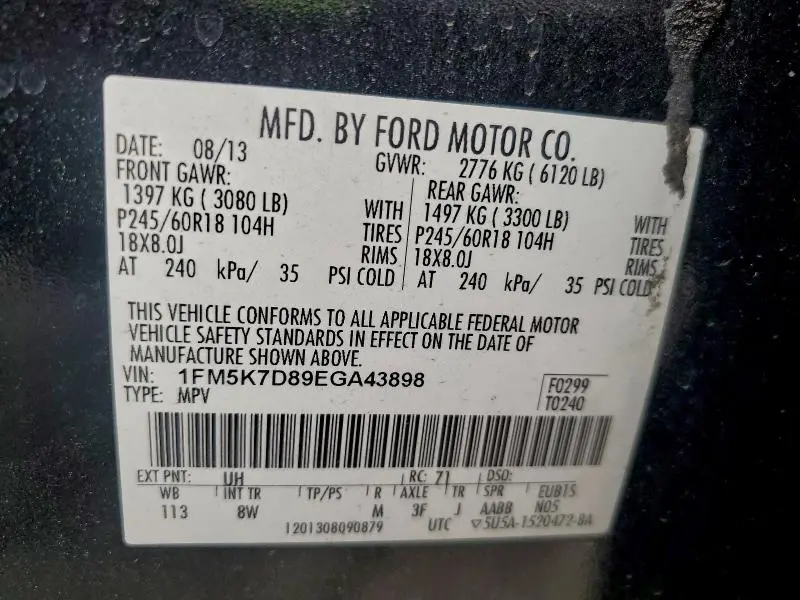 MFD. BY FORD MOTOR CO.
DATE: 08/13 GVWR: 2776 KG ( 6120 LB)
FRONT GAWR: REAR GAWR:
1397 KG ( 3080 LB) WITH 1497 KG ( 3300 LB) WITH
P245/60R18 104H TIRES P245/60R18 104H TIRES
18X8.0J RIMS 18X8.0J RIMS
AT 240 kPa/ 35 PSI COLD AT 240 kPa/ 35 PSI COLD
THIS VEHICLE CONFORMS TO ALL APPLICABLE FEDERAL MOTOR
VEHICLE SAFETY STANDARDS IN EFFECT ON THE DATE OF
MANUFACTURE SHOWN ABOVE.
VIN: 1FM5K7D89EGA43898 F0299
TYPE: MPV T0240
EXT PNT: UH RC: 71 DSO:
WB INT TR TP/PS R AXLE TR SPR EUB15
113 8W M 3F J AABB N05
1201308090879 UTC ▽5U5A-1520472-BA